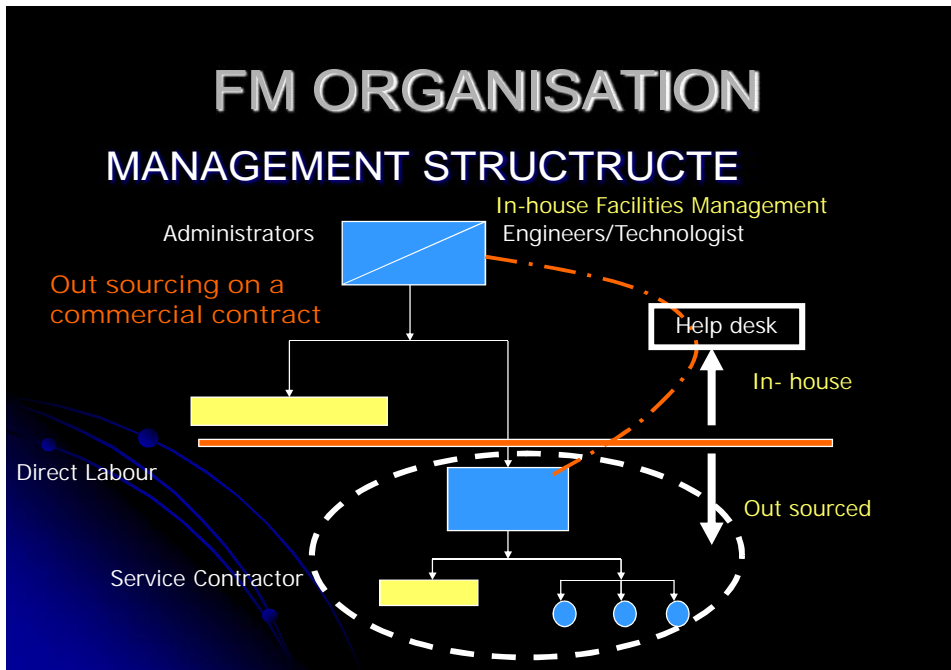 FM ORGANISATION
MANAGEMENT STRUCTRUCTE
In-house Facilities Management
Administrators
Engineers/Technologist
Out sourcing on a
commercial contract
Help desk
In- house
Direct Labour
Out sourced
Service Contractor